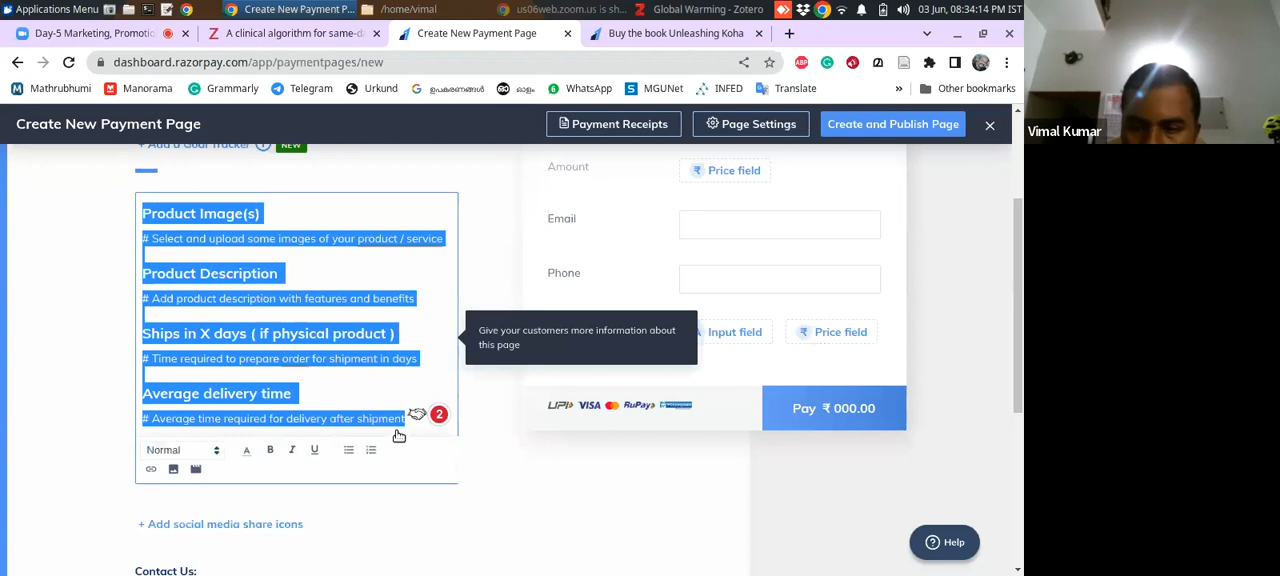 Applications Menu
Create New Payment P...
/home/vimal
us06web.zoom.us is sh...
Global Warming - Zotero
03 Jun, 08:34:14 PM IST
Day-5 Marketing, Promotio
A clinical algorithm for same-da
Create New Payment Page
Buy the book Unleashing Koha
dashboard.razorpay.com/app/paymentpages/new
Mathrubhumi
Manorama
Grammarly
Telegram
Urkund
ഉപകരണങ്ങൾ
ഓളം
WhatsApp
MGUNet
INFED
Translate
»
Other bookmarks
Create New Payment Page
Payment Receipts
Page Settings
Create and Publish Page
+ Add a Goal Tracker
NEW
Product Image(s)
# Select and upload some images of your product / service
Product Description
# Add product description with features and benefits
Ships in X days ( if physical product )
# Time required to prepare order for shipment in days
Average delivery time
# Average time required for delivery after shipment
2
Normal
A B I U
+ Add social media share icons
Contact Us:
Give your customers more information about
this page
Amount
₹ Price field
Email
Phone
Input field
₹ Price field
UPI VISA RuPay
Pay ₹ 000.00
Help
Vimal Kumar